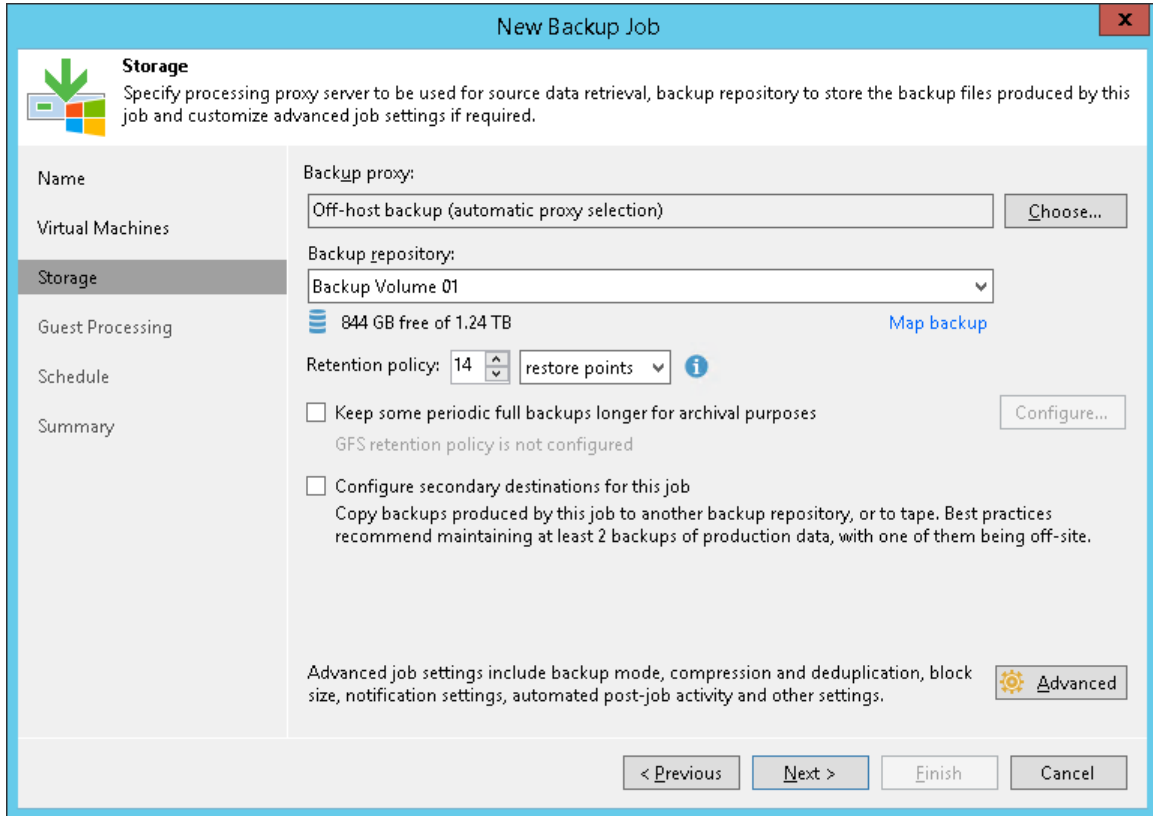 New Backup Job
x
Storage
Specify processing proxy server to be used for source data retrieval, backup repository to store the backup files produced by this
job and customize advanced job settings if required.
Name
Virtual Machines
Storage
Guest Processing
Schedule
Summary
Backup proxy:
Off-host backup (automatic proxy selection)
Choose...
Backup repository:
Backup Volume 01
844 GB free of 1.24 TB
Map backup
Retention policy:
14
restore points
i
Keep some periodic full backups longer for archival purposes
Configure...
GFS retention policy is not configured
Configure secondary destinations for this job
Copy backups produced by this job to another backup repository, or to tape. Best practices
recommend maintaining at least 2 backups of production data, with one of them being off-site.
Advanced job settings include backup mode, compression and deduplication, block
size, notification settings, automated post-job activity and other settings.
Advanced
< Previous
Next >
Finish
Cancel